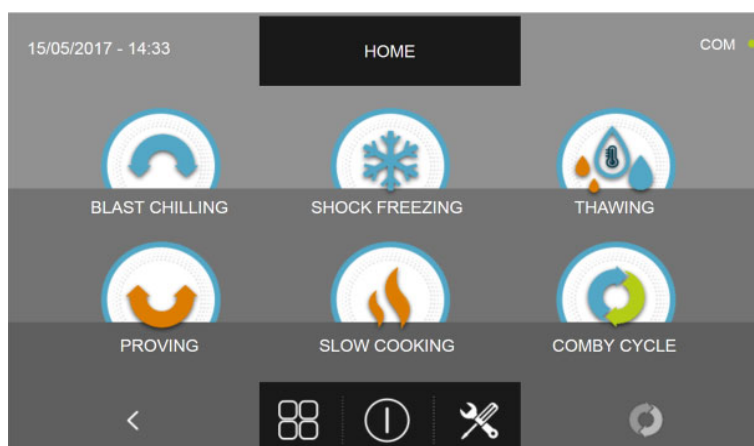 15/05/2017 - 14:33
HOME
COM
BLAST CHILLING
SHOCK FREEZING
THAWING
PROVING
SLOW COOKING
COMBY CYCLE